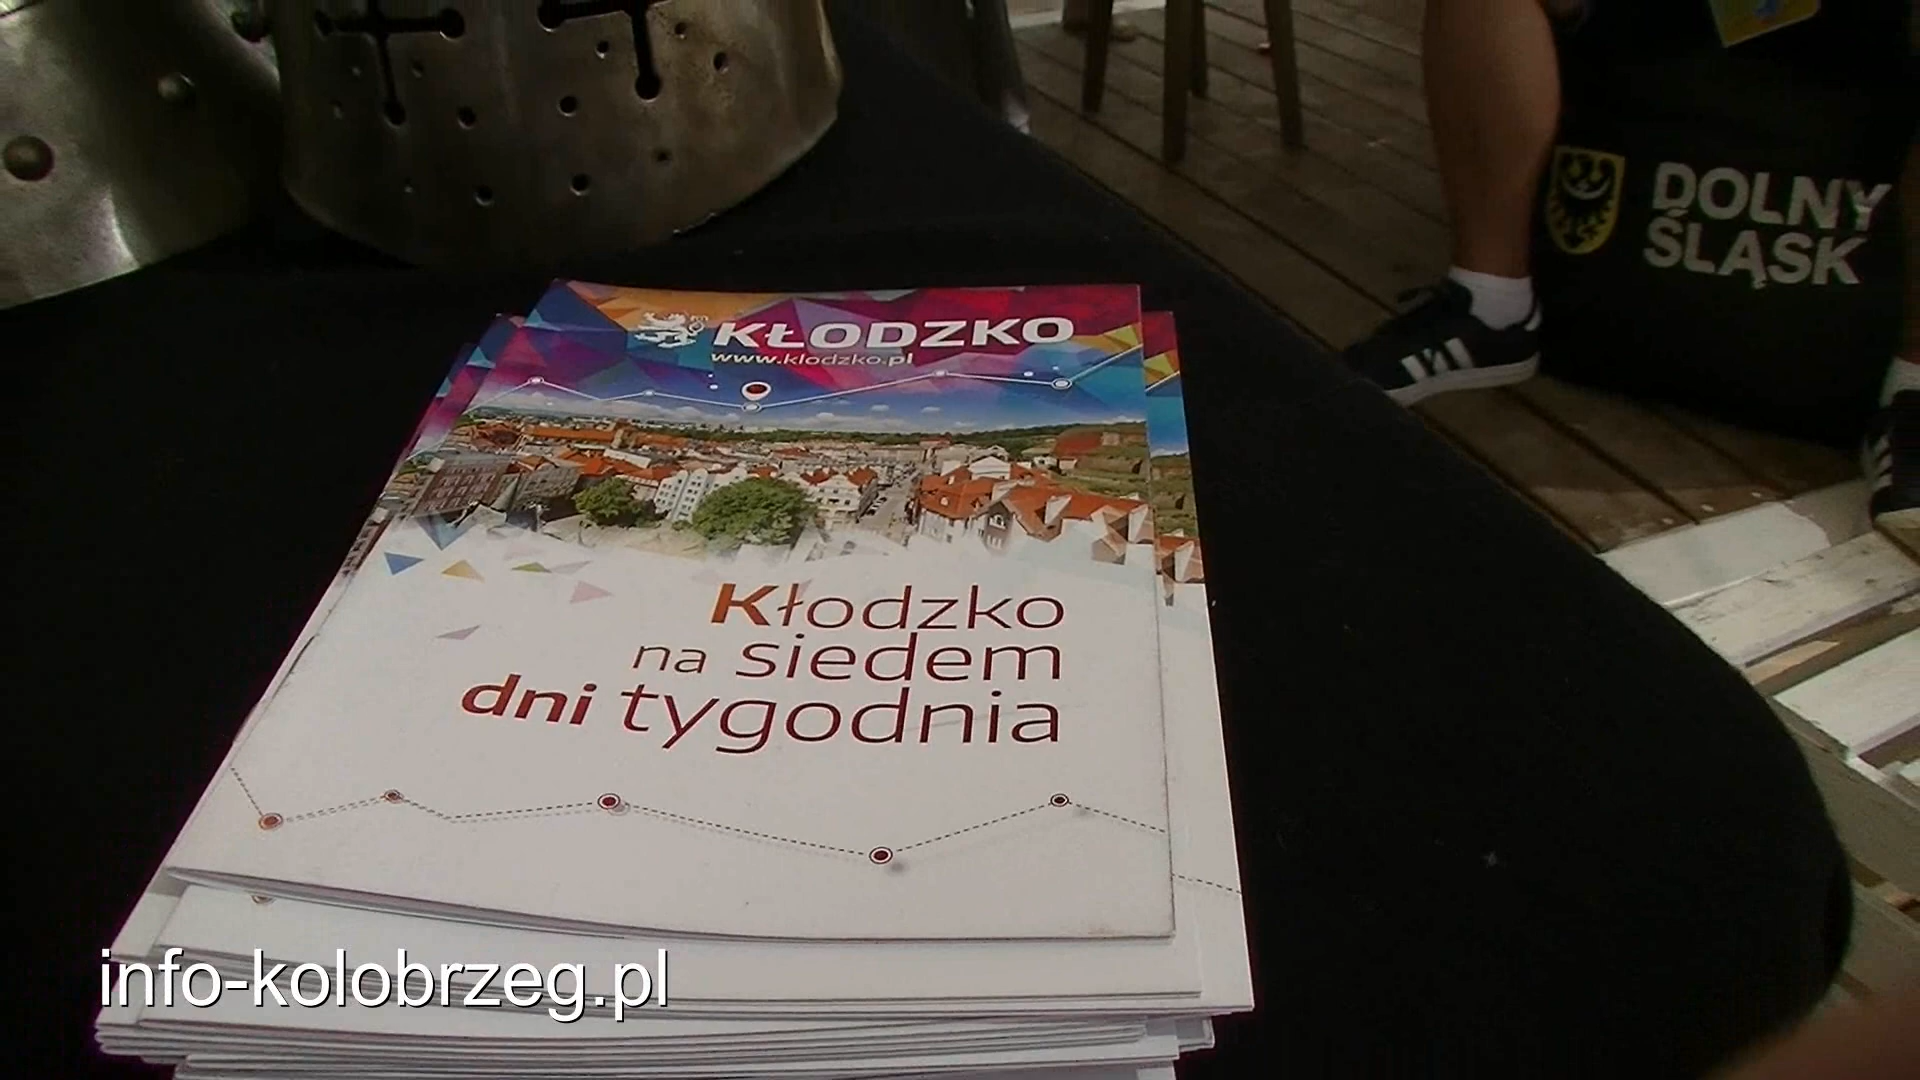 DOLNY
ŚLĄSK
KŁODZKO
www.klodzko.pl
Kłodzko
na siedem
dni tygodnia
info-kolobrzeg.pl